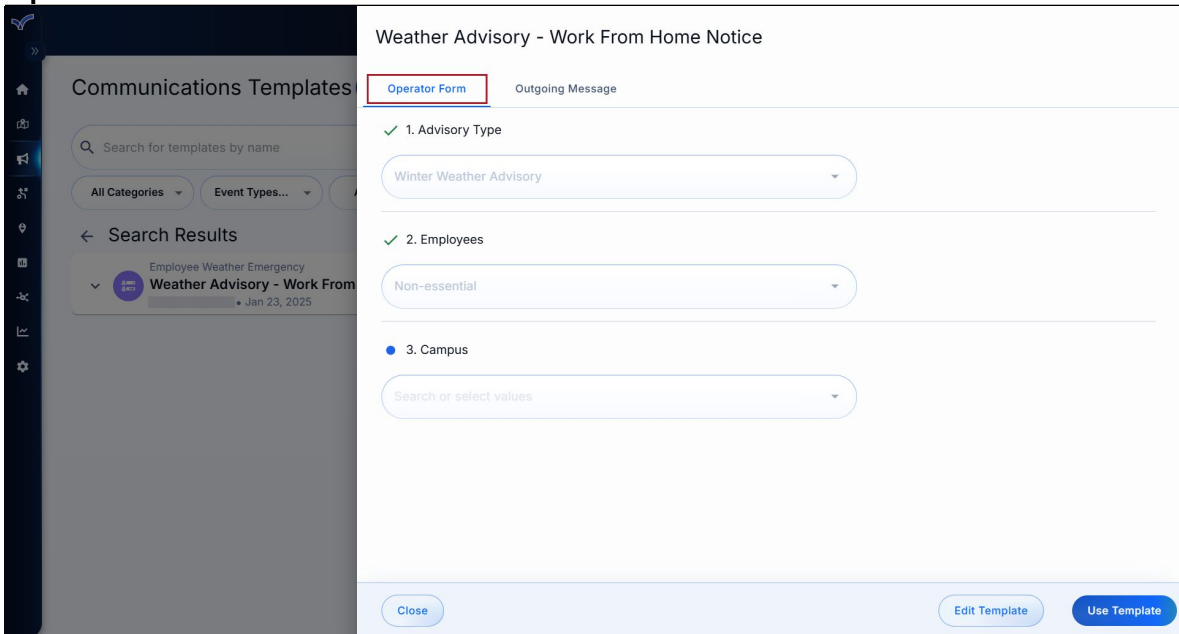 Communications Templates
Search for templates by name
All Categories
Event Types...
Search Results
Employee Weather Emergency
Weather Advisory - Work From
• Jan 23, 2025
Weather Advisory - Work From Home Notice
Operator Form
Outgoing Message
1. Advisory Type
Winter Weather Advisory
2. Employees
Non-essential
3. Campus
Search or select values
Close
Edit Template
Use Template